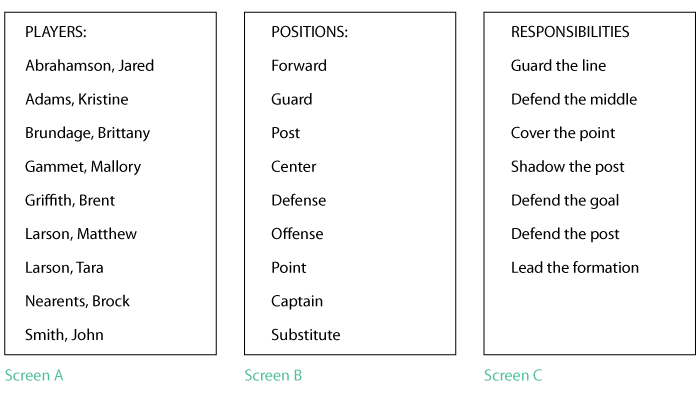 PLAYERS:
Abrahamson, Jared
Adams, Kristine
Brundage, Brittany
Gammet, Mallory
Griffith, Brent
Larson, Matthew
Larson, Tara
Nearents, Brock
Smith, John
Screen A
POSITIONS:
Forward
Guard
Post
Center
Defense
Offense
Point
Captain
Substitute
Screen B
RESPONSIBILITIES
Guard the line
Defend the middle
Cover the point
Shadow the post
Defend the goal
Defend the post
Lead the formation
Screen C